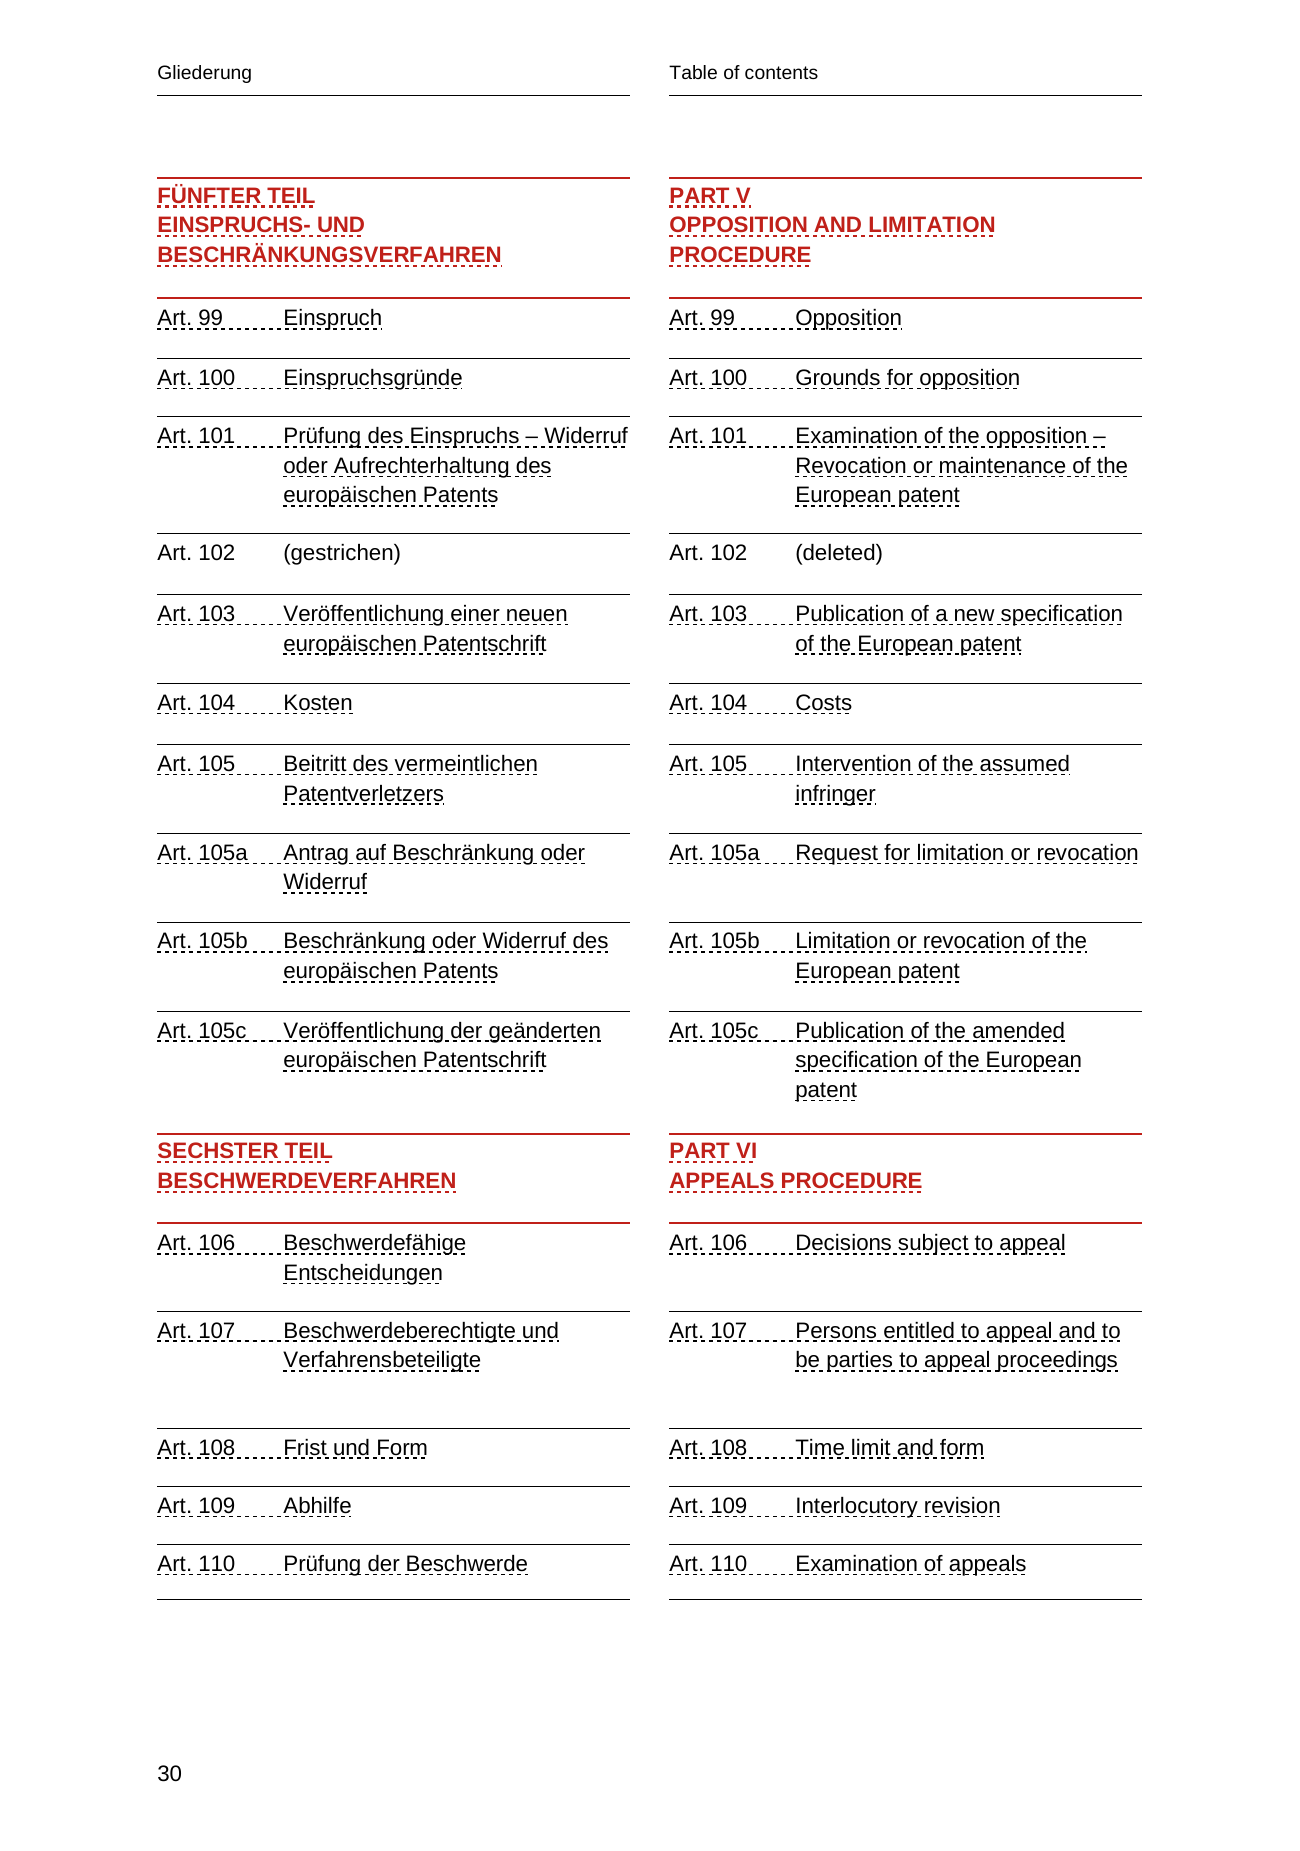 Gliederung
FÜNFTER TEIL
EINSPRUCHS- UND
BESCHRÄNKUNGSVERFAHREN
Art. 99 Einspruch
Art. 100 Einspruchsgründe
Art. 101 Prüfung des Einspruchs – Widerruf
oder Aufrechterhaltung des
europäischen Patents
Art. 102 (gestrichen)
Art. 103 Veröffentlichung einer neuen
europäischen Patentschrift
Art. 104 Kosten
Art. 105 Beitritt des vermeintlichen
Patentverletzers
Art. 105a Antrag auf Beschränkung oder
Widerruf
Art. 105b Beschränkung oder Widerruf des
europäischen Patents
Art. 105c Veröffentlichung der geänderten
europäischen Patentschrift
SECHSTER TEIL
BESCHWERDEVERFAHREN
Art. 106 Beschwerdefähige
Entscheidungen
Art. 107 Beschwerdeberechtigte und
Verfahrensbeteiligte
Art. 108 Frist und Form
Art. 109 Abhilfe
Art. 110 Prüfung der Beschwerde
Table of contents
PART V
OPPOSITION AND LIMITATION
PROCEDURE
Art. 99 Opposition
Art. 100 Grounds for opposition
Art. 101 Examination of the opposition –
Revocation or maintenance of the
European patent
Art. 102 (deleted)
Art. 103 Publication of a new specification
of the European patent
Art. 104 Costs
Art. 105 Intervention of the assumed
infringer
Art. 105a Request for limitation or revocation
Art. 105b Limitation or revocation of the
European patent
Art. 105c Publication of the amended
specification of the European
patent
PART VI
APPEALS PROCEDURE
Art. 106 Decisions subject to appeal
Art. 107 Persons entitled to appeal and to
be parties to appeal proceedings
Art. 108 Time limit and form
Art. 109 Interlocutory revision
Art. 110 Examination of appeals
30